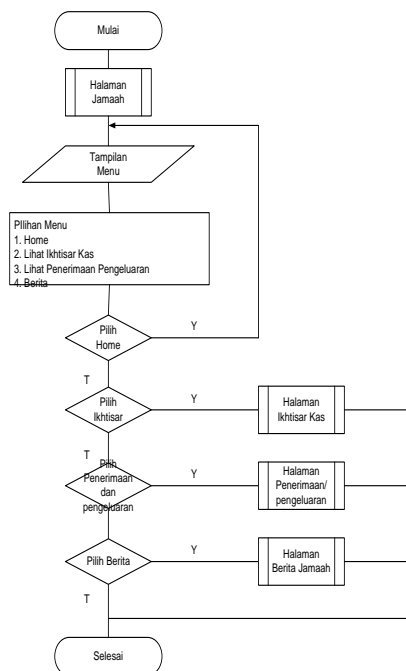 Mulai
Halaman
Jamaah
Tampilan
Menu
PIlihan Menu
1. Home
2. Lihat Ikhtisar Kas
3. Lihat Penerimaan Pengeluaran
4. Berita
Pilih
Home
Y
T
Pilih
Ikhtisar
Y
Halaman
Ikhtisar Kas
T
Pilih
Penerimaan
dan
pengeluaran
Y
Halaman
Penerimaan/
pengeluaran
Pilih Berita
Y
Halaman
Berita Jamaah
T
Selesai